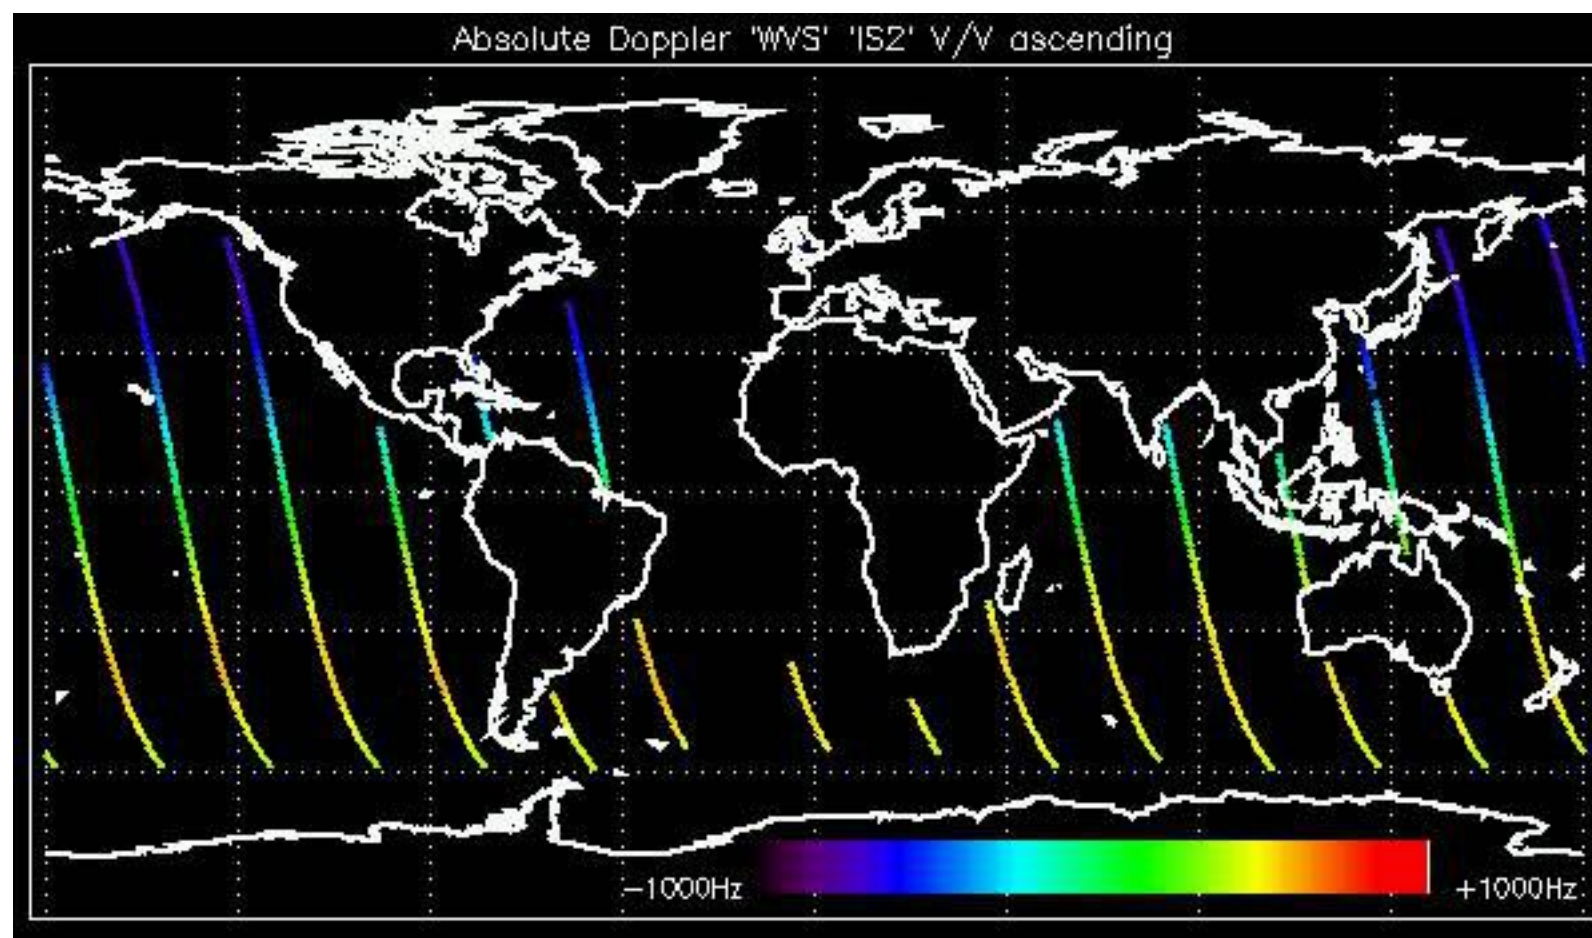 Absolute Doppler 'WVS' 'IS2' V/V ascending
−1000Hz
+1000Hz